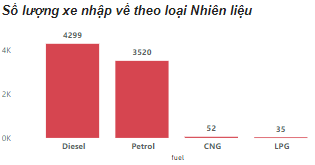 Số lượng xe nhập về theo loại Nhiên liệu
4299
4K
3520
2K
52
35
0K
Diesel
Petrol
CNG
LPG
fuel